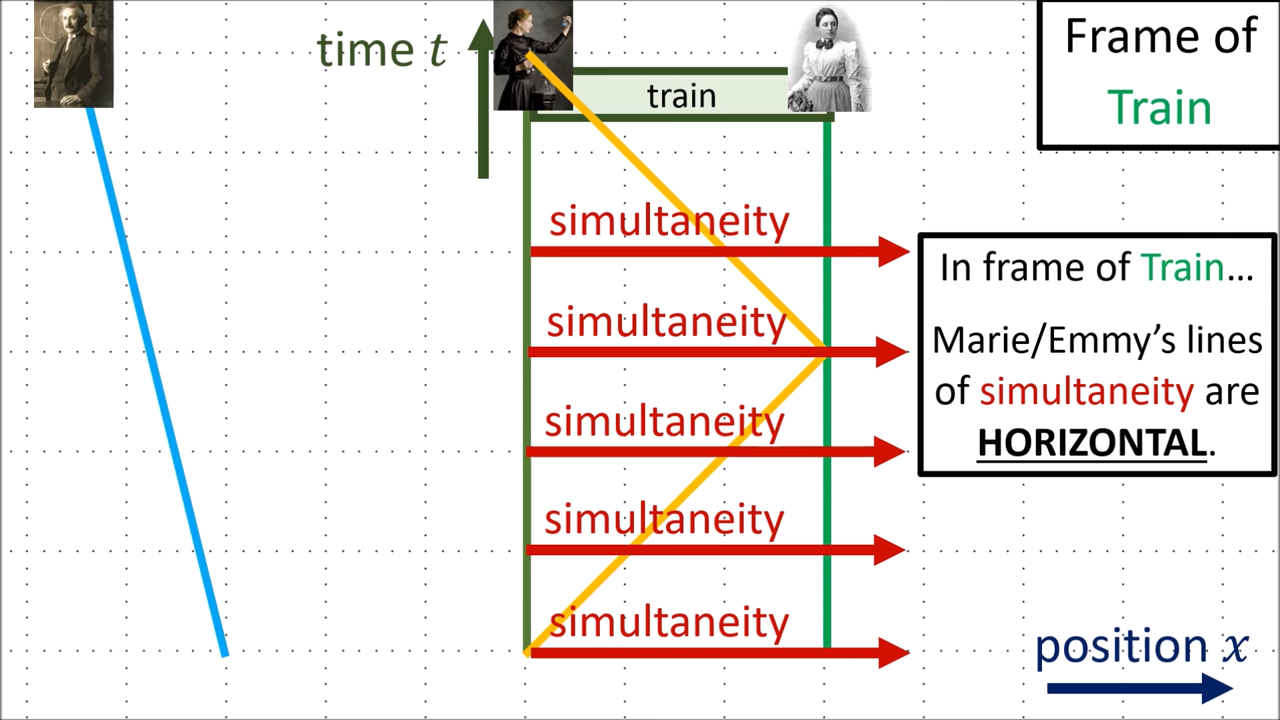 time t
train
Frame of
Train
simultaneity
simultaneity
simultaneity
simultaneity
simultaneity
In frame of Train...
Marie/Emmy's lines
of simultaneity are
HORIZONTAL.
position x